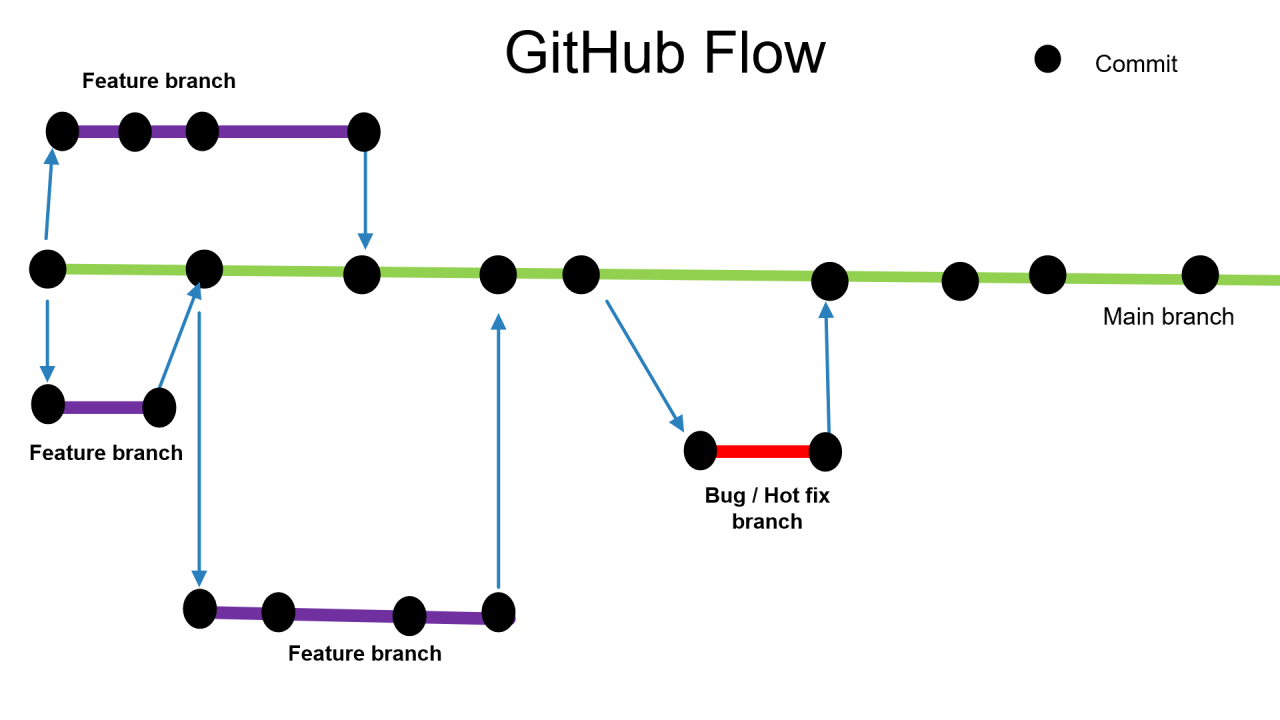 GitHub Flow
Commit
Feature branch
Main branch
Feature branch
Bug / Hot fix
branch
Feature branch